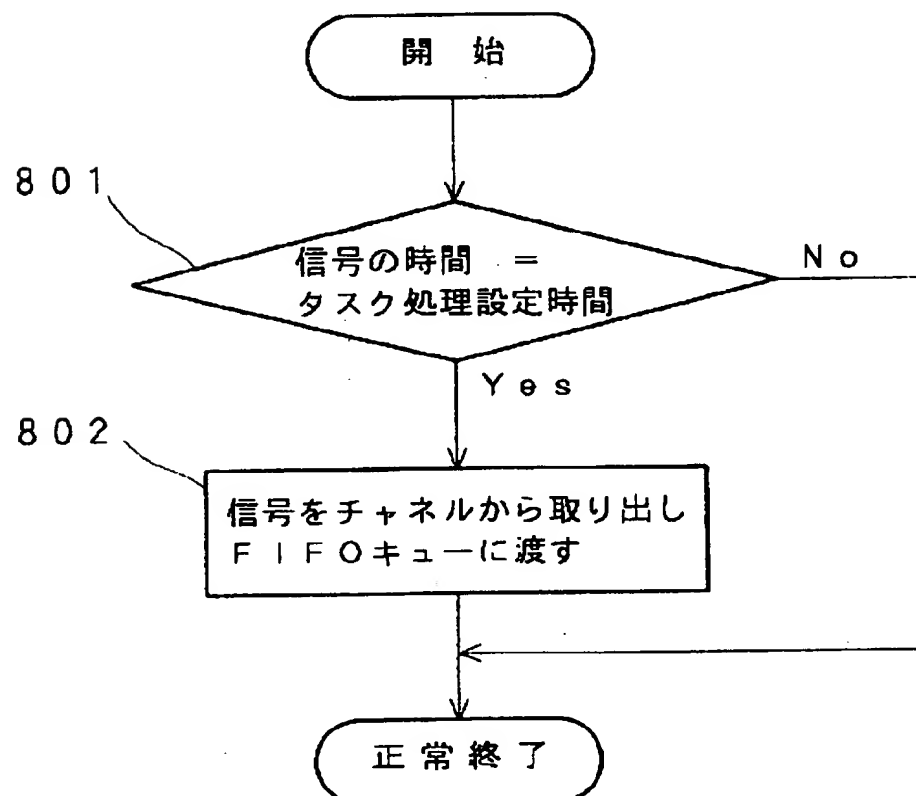 開始
801
信号の時間 =
タスク処理設定時間
No
Yes
802
信号をチャネルから取り出し
FIFOキューに渡す
正常終了